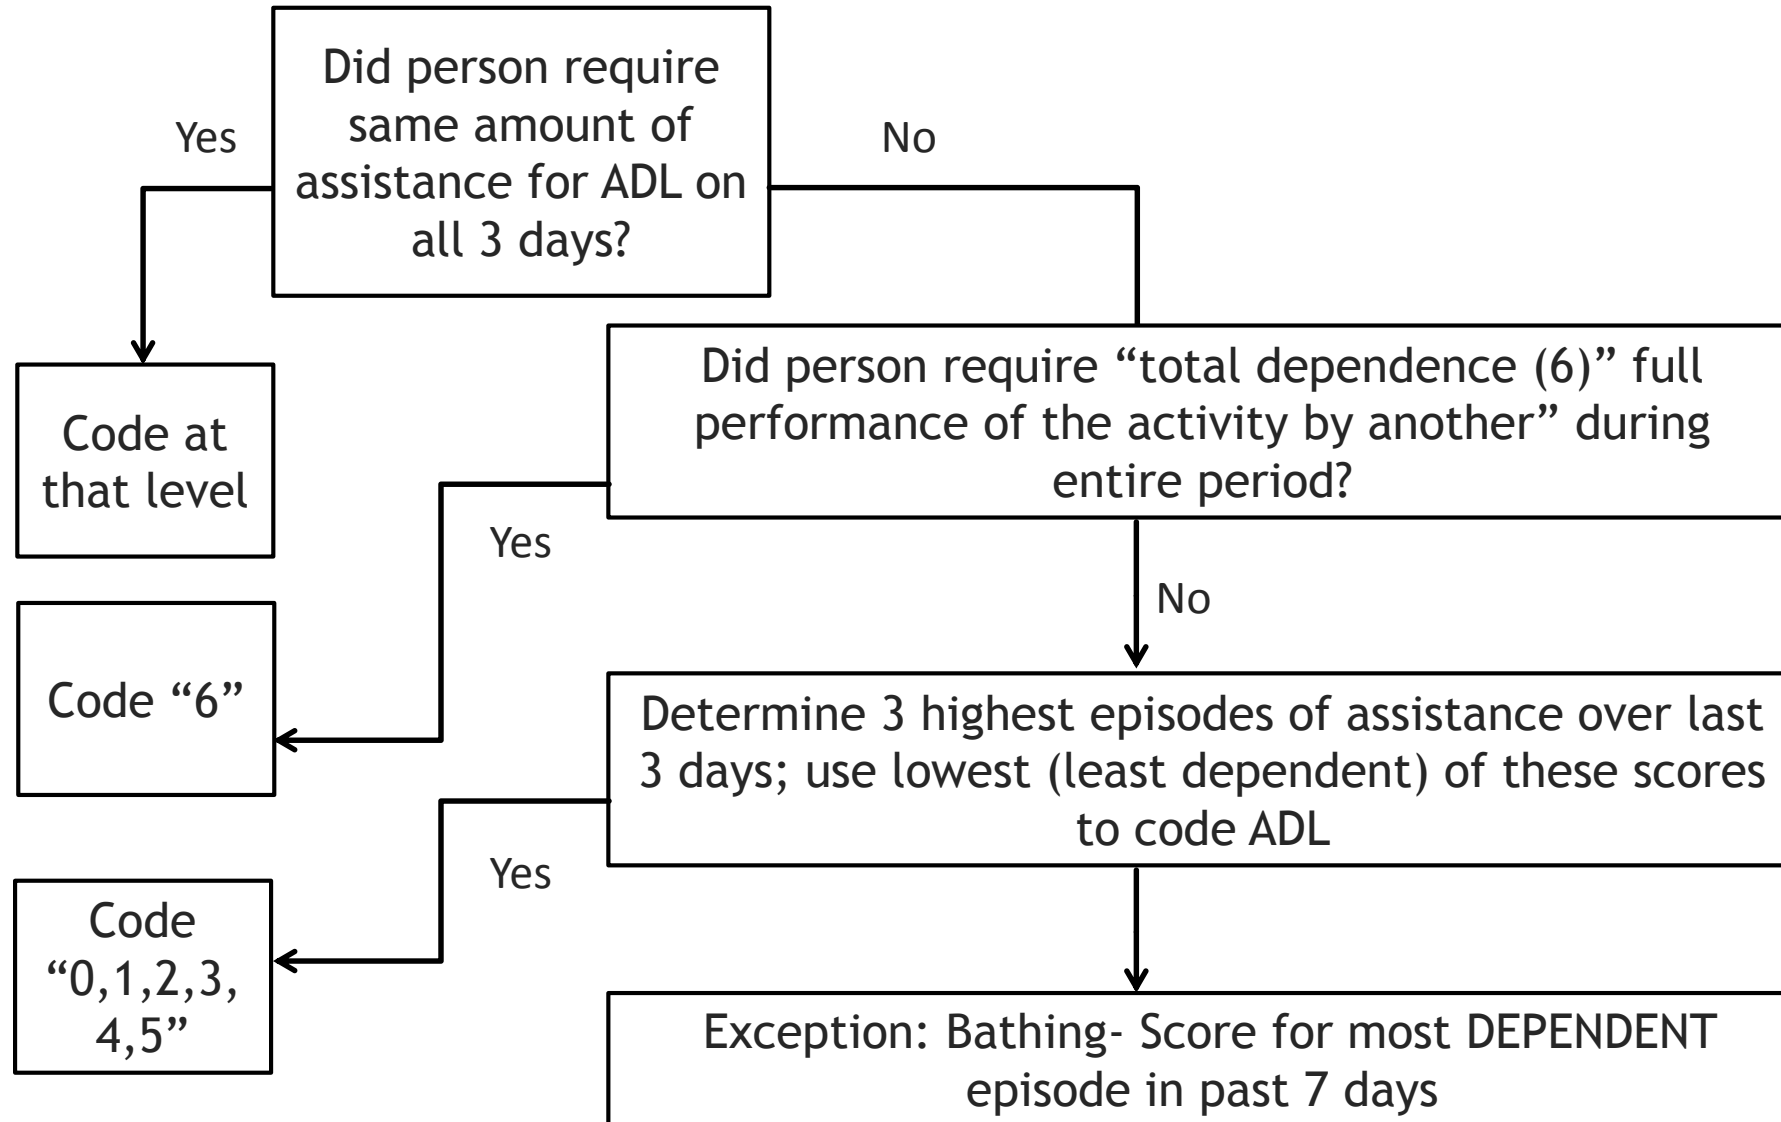 Did person require
same amount of
assistance for ADL on
all 3 days?
Yes
No
Code at
that level
Did person require “total dependence (6)” full
performance of the activity by another” during
entire period?
Yes
No
Code “6”
Determine 3 highest episodes of assistance over last
3 days; use lowest (least dependent) of these scores
to code ADL
Yes
Code
“0,1,2,3,
4,5”
Exception: Bathing- Score for most DEPENDENT
episode in past 7 days